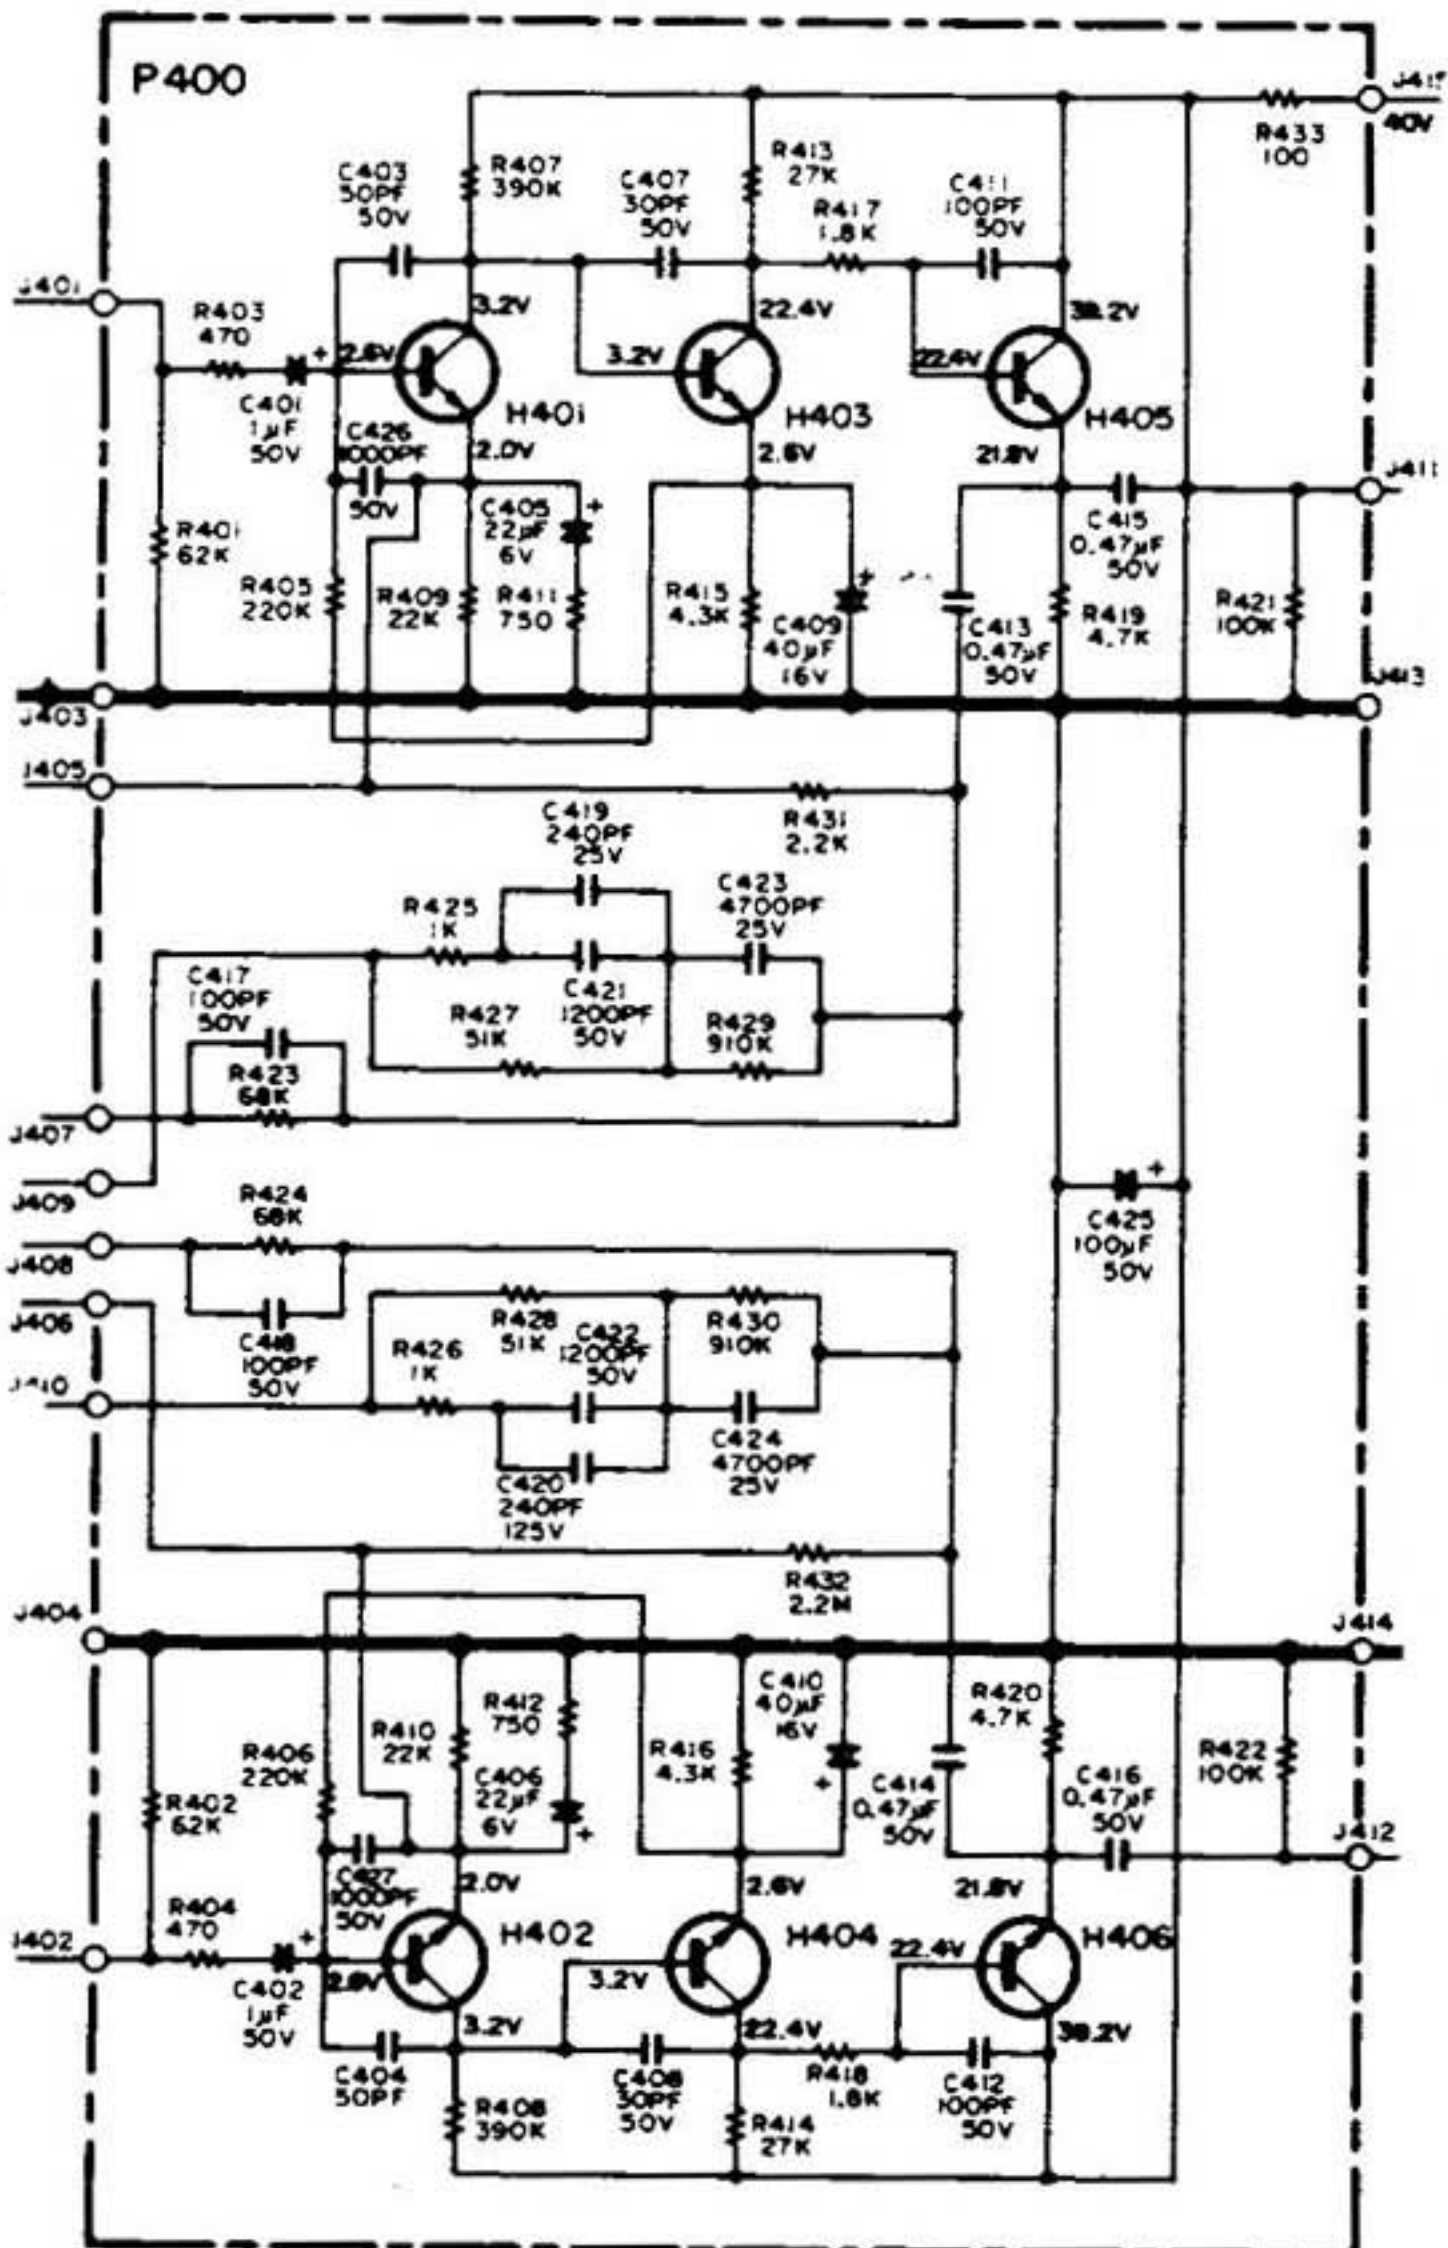 P400
J41
40V
R433
100
C403
50PF
50V
R407
390K
C407
30PF
50V
R413
27K
R417
1.8K
C411
100PF
50V
J401
R403
470
+
2.6V
3.2V
3.2V
22.4V
22.4V
38.2V
C401
1μF
50V
H401
H403
H405
C426
1000PF
50V
2.0V
2.6V
21.8V
J411
R401
62K
C405
22μF
6V
+
C415
0.47μF
50V
R405
220K
R409
22K
R411
750
R415
4.3K
C409
40μF
16V
+
C413
0.47μF
50V
R419
4.7K
R421
100K
J403
J413
J405
R431
2.2K
C419
240PF
25V
R425
1K
C423
4700PF
25V
C417
100PF
50V
C421
1200PF
50V
R427
51K
R429
910K
R423
68K
J407
J409
R424
68K
+
C425
100μF
50V
J408
J406
C418
100PF
50V
R428
51K
C422
1200PF
50V
R430
910K
R426
1K
J410
C424
4700PF
25V
C420
240PF
125V
R432
2.2M
J404
J414
R406
220K
R410
22K
R412
750
C410
40μF
16V
+
R416
4.3K
R420
4.7K
R422
100K
R402
62K
C406
22μF
6V
+
C414
0.47μF
50V
C416
0.47μF
50V
J412
C427
1000PF
50V
2.0V
2.6V
21.8V
R404
470
+
J402
H402
H404
H406
3.2V
22.4V
C402
1μF
50V
3.2V
22.4V
38.2V
C404
50PF
R408
390K
C408
30PF
50V
R414
27K
R418
1.8K
C412
100PF
50V